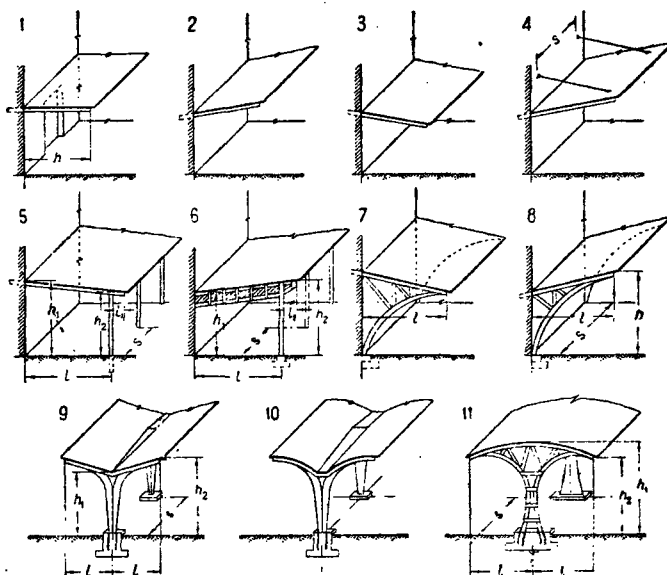 1 2 3 4
S
h
5 6 7 8
h₁ h₂ l₁ S l
h₁ l₁ h₂ S l
l
l S h
9 10 11
h₁ h₂ s l l
s h₂ h₁ l l